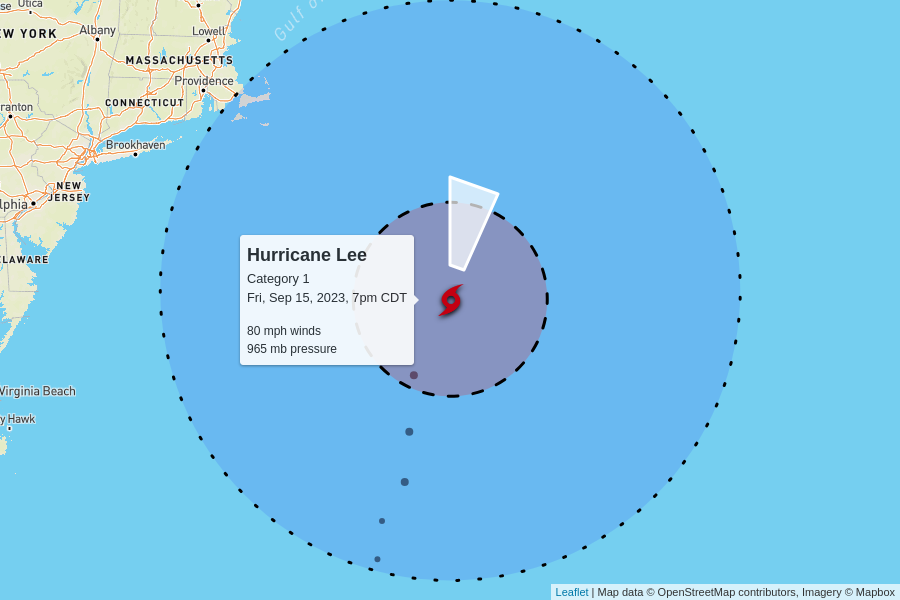 se
Utica
Gulf o
EW YORK
Albany
Lowell
MASSACHUSETTS
Providence
ranton
CONNECTICUT
Brookhaven
NEW
JERSEY
lphia
ELAWARE
Hurricane Lee
Category 1
Fri, Sep 15, 2023, 7pm CDT
80 mph winds
965 mb pressure
Virginia Beach
y Hawk
Leaflet | Map data © OpenStreetMap contributors, Imagery © Mapbox